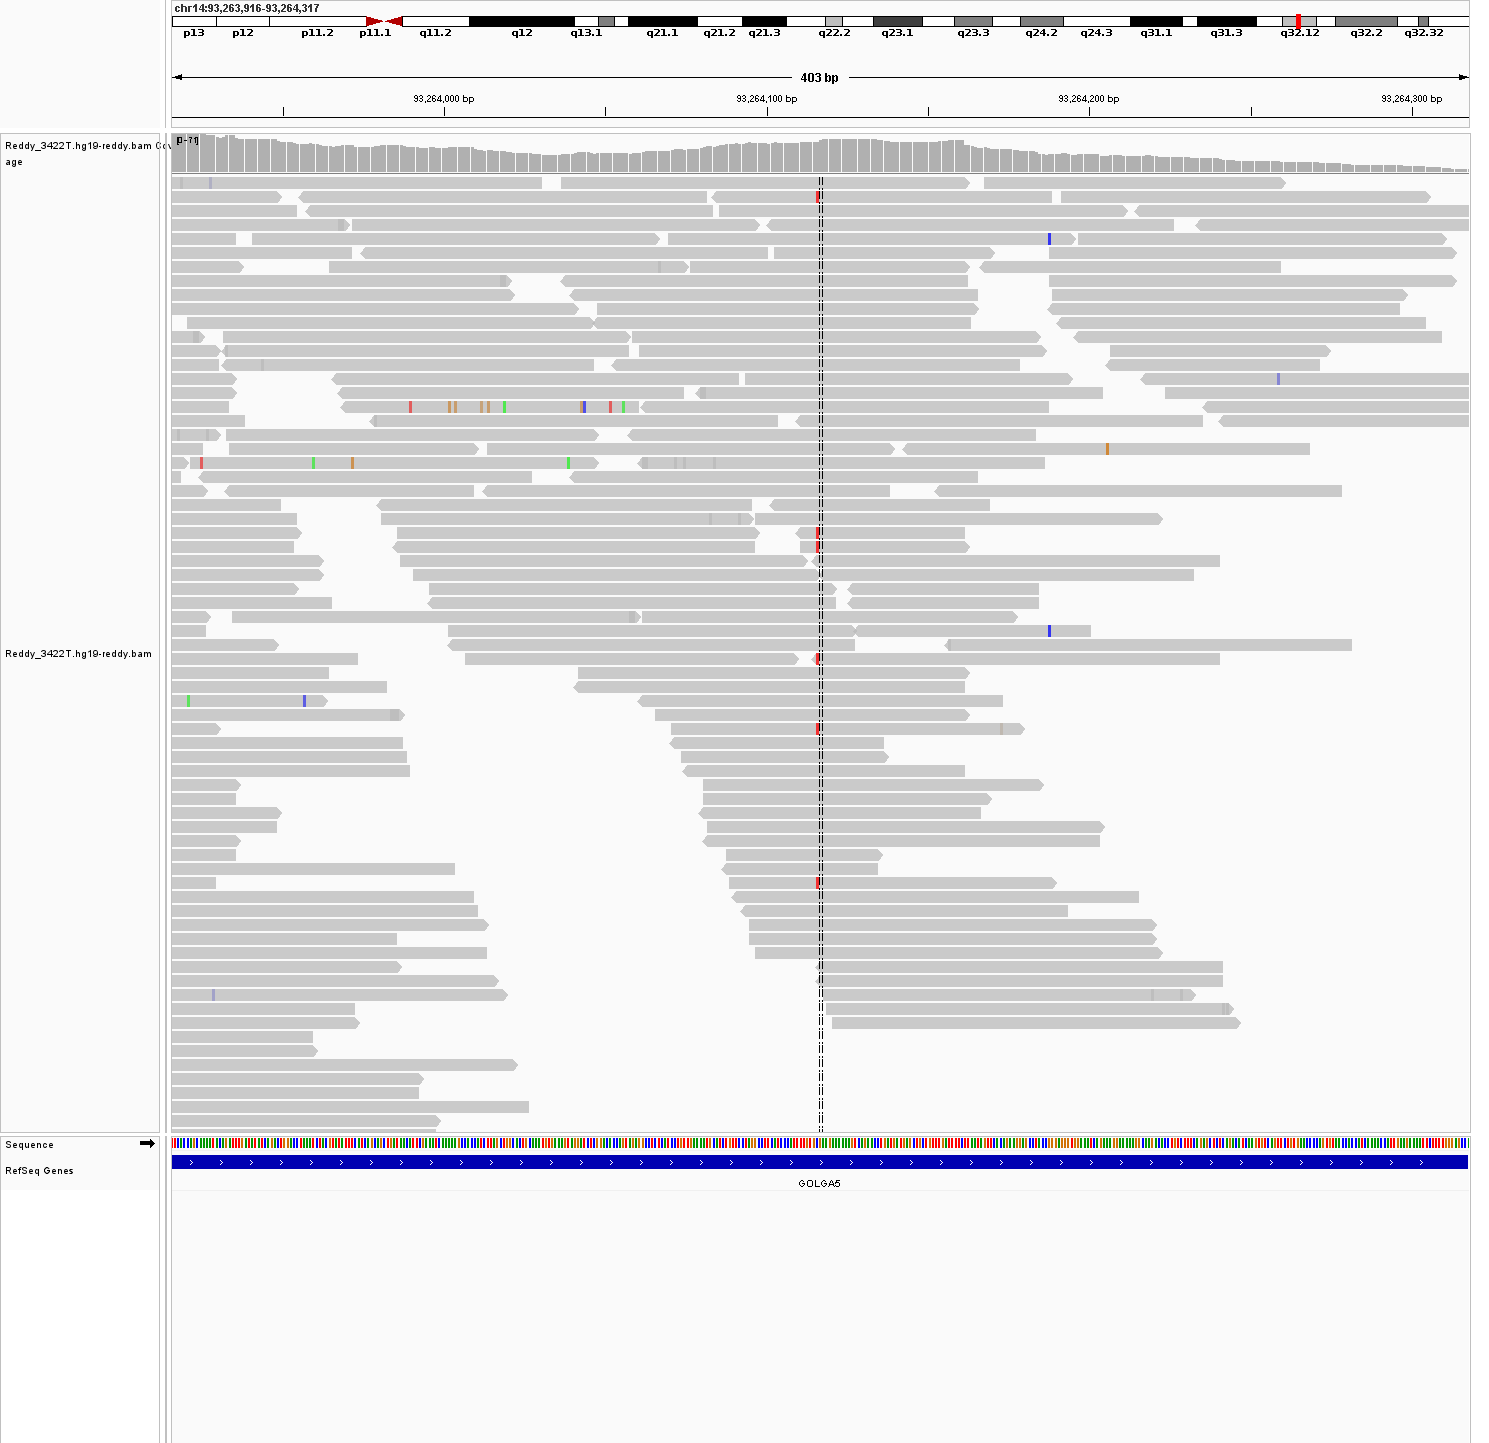 chr14:93,263,916-93,264,317
p13 p12 p11.2 p11.1 q11.2 q12 q13.1 q21.1 q21.2 q21.3 q22.2 q23.1 q23.3 q24.2 q24.3 q31.1 q31.3 q32.12 q32.2 q32.32
403 bp
93,264,000 bp 93,264,100 bp 93,264,200 bp 93,264,300 bp
Reddy_3422T.hg19-reddy.bam Cov
age
[0-71]
Reddy_3422T.hg19-reddy.bam
Sequence
RefSeq Genes
GOLGA5